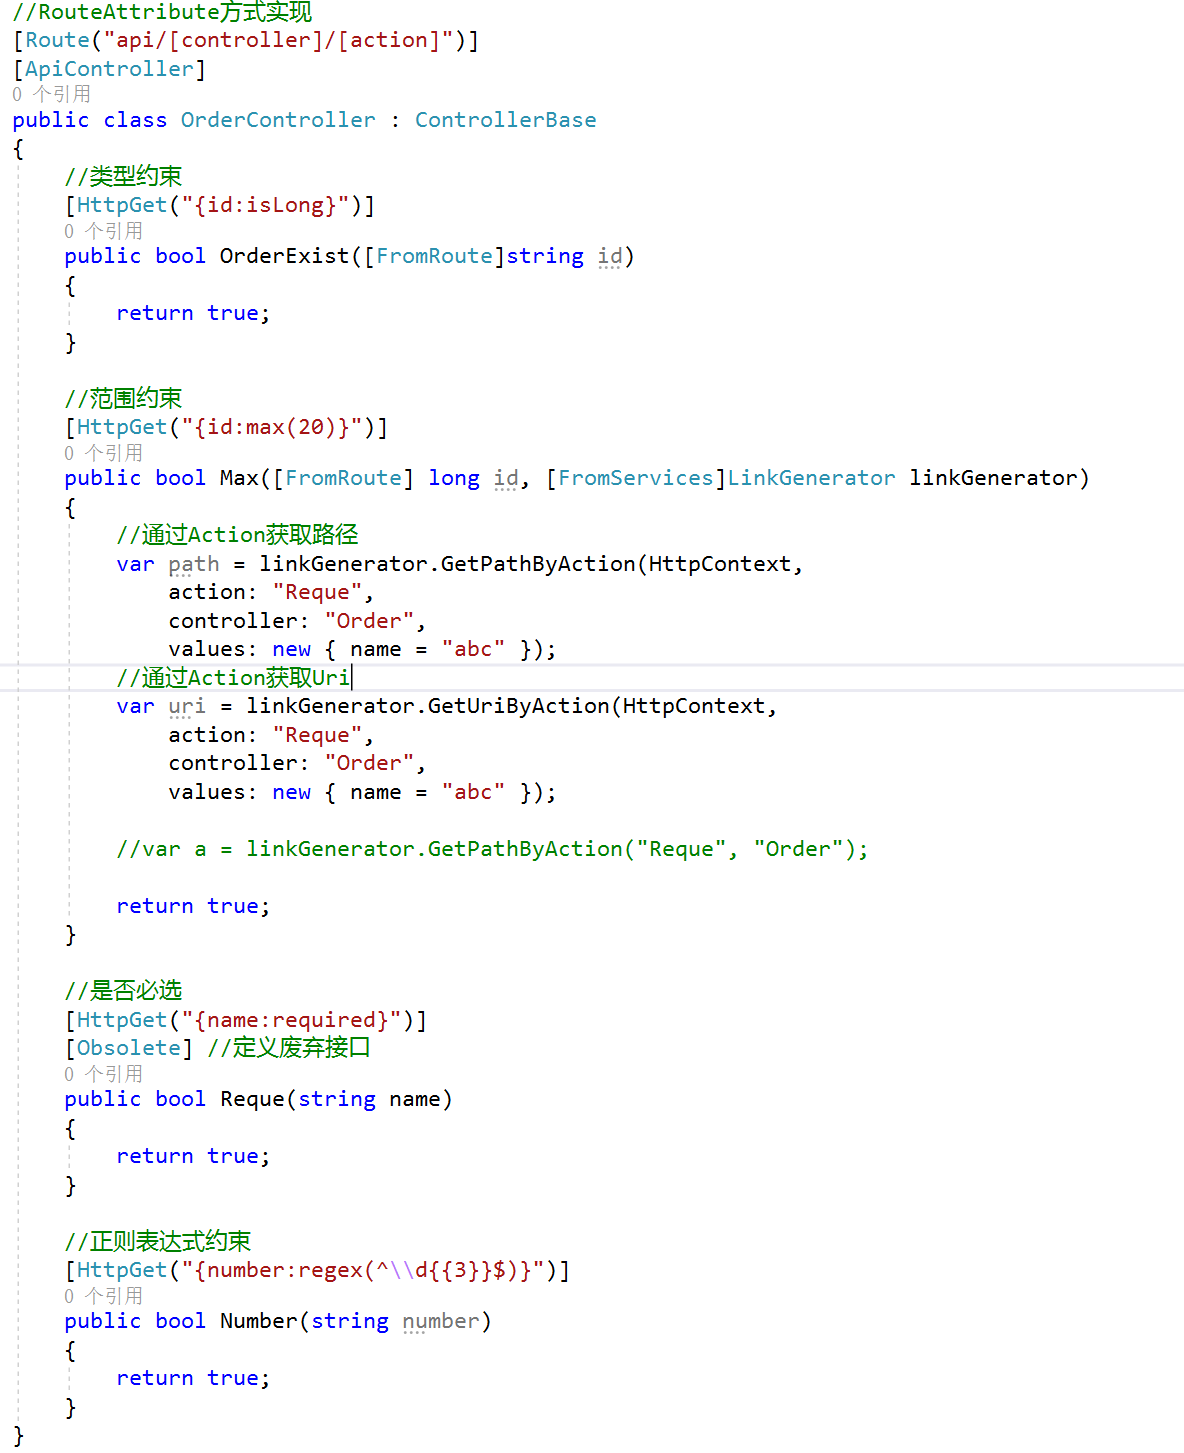 //RouteAttribute方式实现
[Route("api/[controller]/[action]")]
[ApiController]
0 个引用
public class OrderController : ControllerBase
{
//类型约束
[HttpGet("{id:isLong}")]
0 个引用
public bool OrderExist([FromRoute]string id)
{
return true;
}
//范围约束
[HttpGet("{id:max(20)}")]
0 个引用
public bool Max([FromRoute] long id, [FromServices]LinkGenerator linkGenerator)
{
//通过Action获取路径
var path = linkGenerator.GetPathByAction(HttpContext,
action: "Reque",
controller: "Order",
values: new { name = "abc" });
//通过Action获取Uri
var uri = linkGenerator.GetUriByAction(HttpContext,
action: "Reque",
controller: "Order",
values: new { name = "abc" });
//var a = linkGenerator.GetPathByAction("Reque", "Order");
return true;
}
//是否必选
[HttpGet("{name:required}")]
[Obsolete] //定义废弃接口
0 个引用
public bool Reque(string name)
{
return true;
}
//正则表达式约束
[HttpGet("{number:regex(^\\d{{3}}$)}")]
0 个引用
public bool Number(string number)
{
return true;
}
}